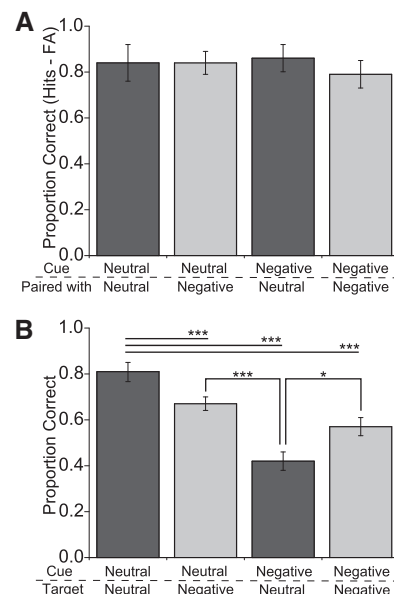 A
Proportion Correct (Hits - FA)
1.0
0.8
0.6
0.4
0.2
0.0
Cue Neutral Neutral Negative Negative
Paired with Neutral Negative Neutral Negative
B
Proportion Correct
1.0
0.8
0.6
0.4
0.2
0.0
***
***
***
***
*
Cue Neutral Neutral Negative Negative
Target Neutral Negative Neutral Negative